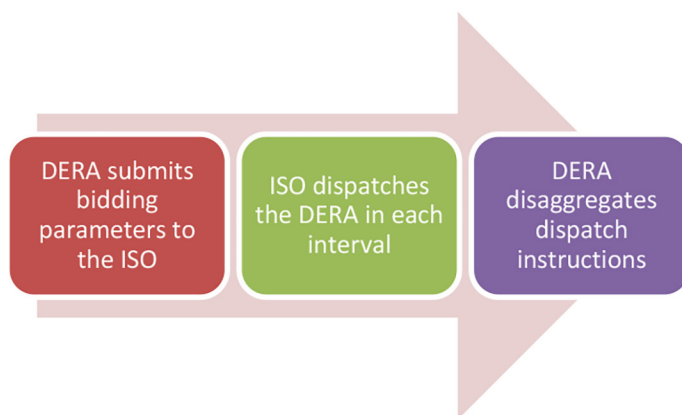 DERA submits
bidding
parameters to
the ISO
ISO dispatches
the DERA in each
interval
DERA
disaggregates
dispatch
instructions